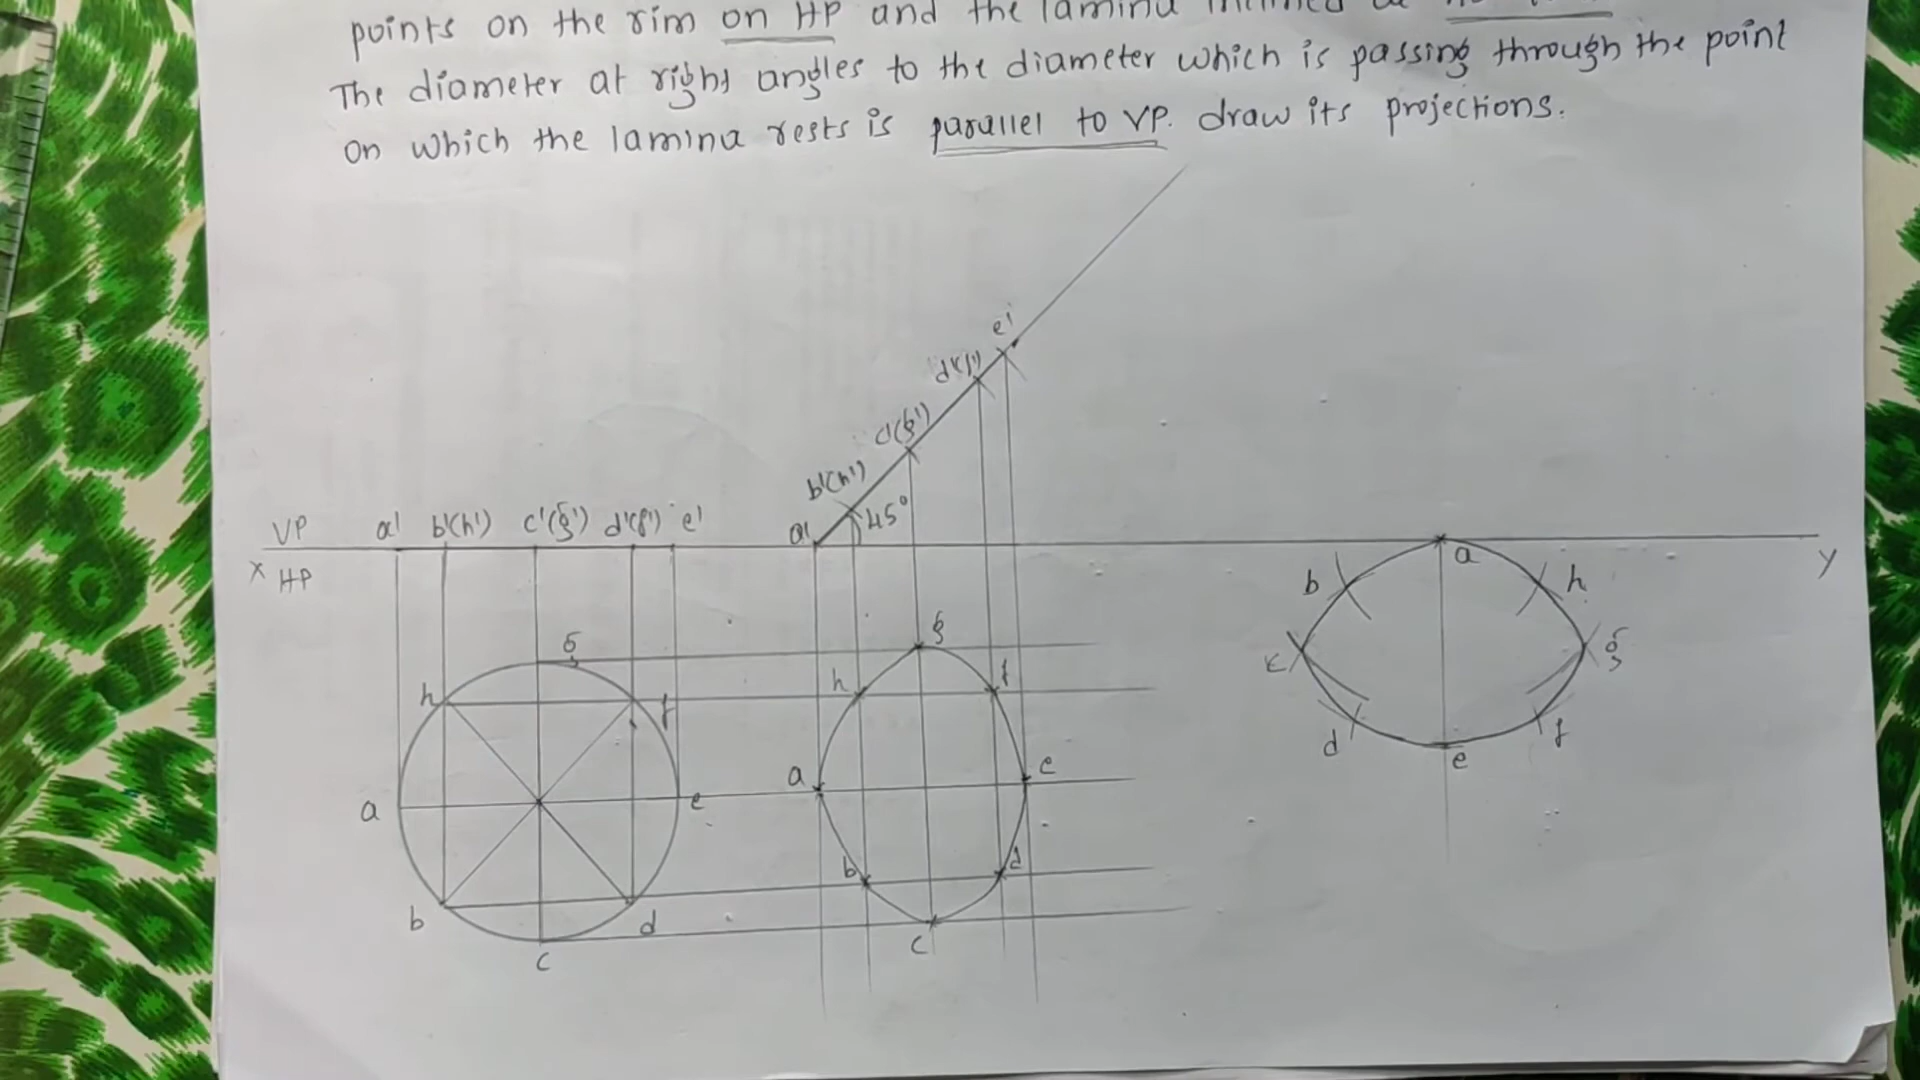 points on the rim on HP and the lamina inclined at
The diameter at right angles to the diameter which is passing through the point
on which the lamina rests is parallel to VP. draw its projections.
e'
d'(f')
c'(g')
b'(h')
a' 45°
VP a' b'(h') c'(g') d'(f') e'
X HP Y
a
b h
c g
d f
e
g g
h f h f
a e a e
b d b d
c c